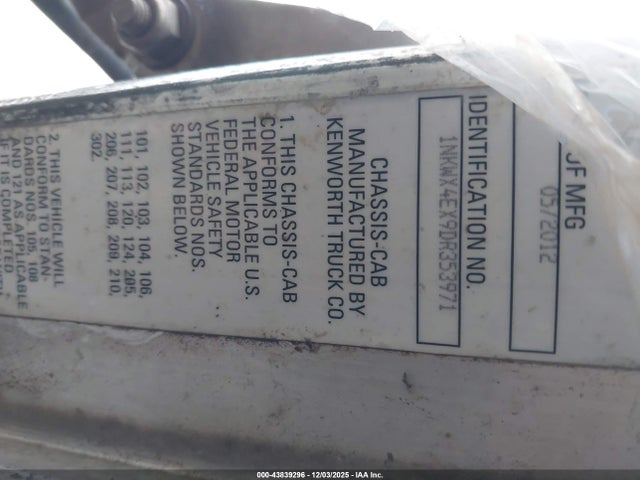 OF MFG
05/2012
IDENTIFICATION NO.
1NKWX4EX9DR353971
CHASSIS-CAB
MANUFACTURED BY
KENWORTH TRUCK CO.
1. THIS CHASSIS-CAB
CONFORMS TO
THE APPLICABLE U.S.
FEDERAL MOTOR
VEHICLE SAFETY
STANDARDS NOS.
SHOWN BELOW.
101, 102, 103, 104, 106,
111, 113, 120, 124, 205,
206, 207, 208, 209, 210,
302.
2. THIS VEHICLE WILL
CONFORM TO STAN-
DARDS NOS. 105, 108
AND 121 AS APPLICABLE
IF IT IS COMPLETED
000-43839296 - 12/03/2025 - IAA Inc.